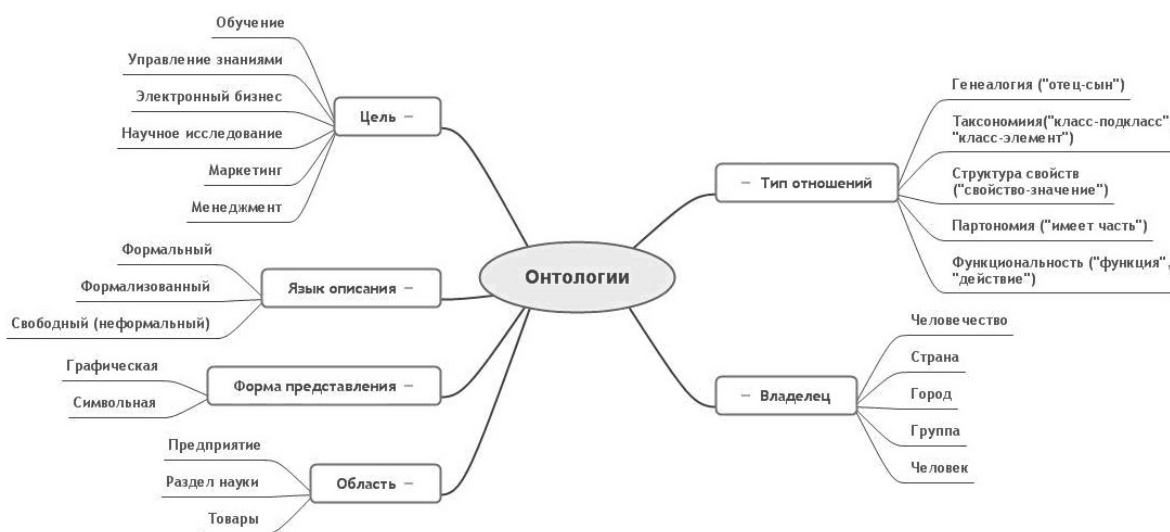 Обучение
Управление знаниями
Электронный бизнес
Научное исследование
Маркетинг
Менеджмент
Цель
Формальный
Формализованный
Свободный (неформальный)
Язык описания
Графическая
Символьная
Форма представления
Предприятие
Раздел науки
Товары
Область
Онтологии
Тип отношений
Генеалогия ("отец-сын")
Таксономиия("класс-подкласс"
"класс-элемент")
Структура свойств
("свойство-значение")
Партономия ("имеет часть")
Функциональность ("функция",
"действие")
Владелец
Человечество
Страна
Город
Группа
Человек